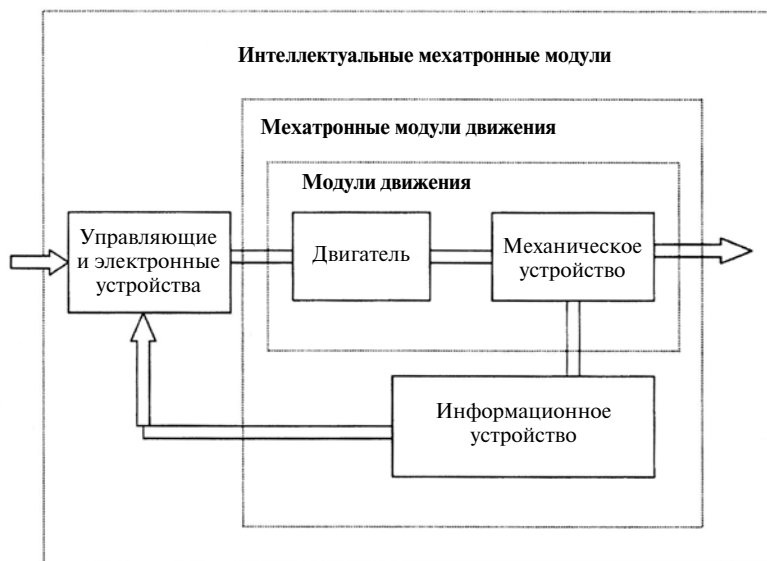 Интеллектуальные мехатронные модули
Мехатронные модули движения
Модули движения
Управляющие
и электронные
устройства
Двигатель
Механическое
устройство
Информационное
устройство